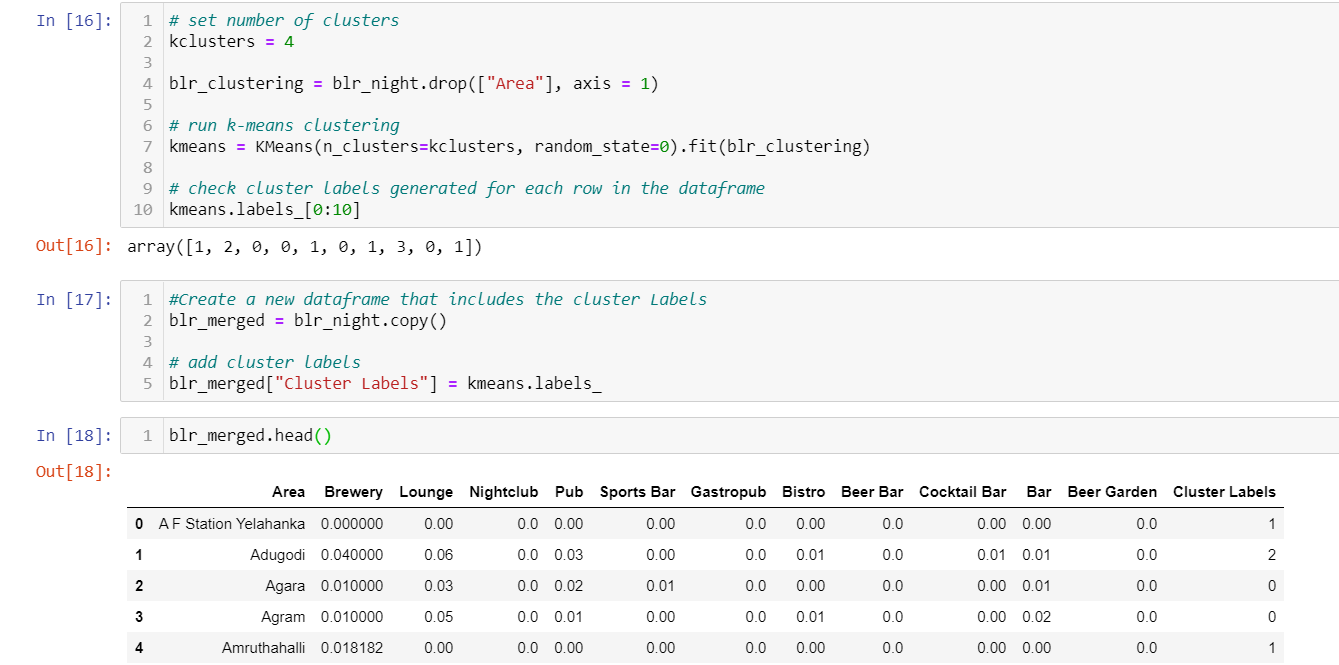 In [16]:
1 # set number of clusters
2 kclusters = 4
3
4 blr_clustering = blr_night.drop(["Area"], axis = 1)
5
6 # run k-means clustering
7 kmeans = KMeans(n_clusters=kclusters, random_state=0).fit(blr_clustering)
8
9 # check cluster labels generated for each row in the dataframe
10 kmeans.labels_[0:10]
Out[16]: array([1, 2, 0, 0, 1, 0, 1, 3, 0, 1])
In [17]:
1 #Create a new dataframe that includes the cluster Labels
2 blr_merged = blr_night.copy()
3
4 # add cluster labels
5 blr_merged["Cluster Labels"] = kmeans.labels_
In [18]:
1 blr_merged.head()
Out[18]:
Area Brewery Lounge Nightclub Pub Sports Bar Gastropub Bistro Beer Bar Cocktail Bar Bar Beer Garden Cluster Labels
0 A F Station Yelahanka 0.000000 0.00 0.0 0.00 0.00 0.0 0.00 0.0 0.00 0.00 0.0 1
1 Adugodi 0.040000 0.06 0.0 0.03 0.00 0.0 0.01 0.0 0.01 0.01 0.0 2
2 Agara 0.010000 0.03 0.0 0.02 0.01 0.0 0.00 0.0 0.00 0.01 0.0 0
3 Agram 0.010000 0.05 0.0 0.01 0.00 0.0 0.01 0.0 0.00 0.02 0.0 0
4 Amruthahalli 0.018182 0.00 0.0 0.00 0.00 0.0 0.00 0.0 0.00 0.00 0.0 1